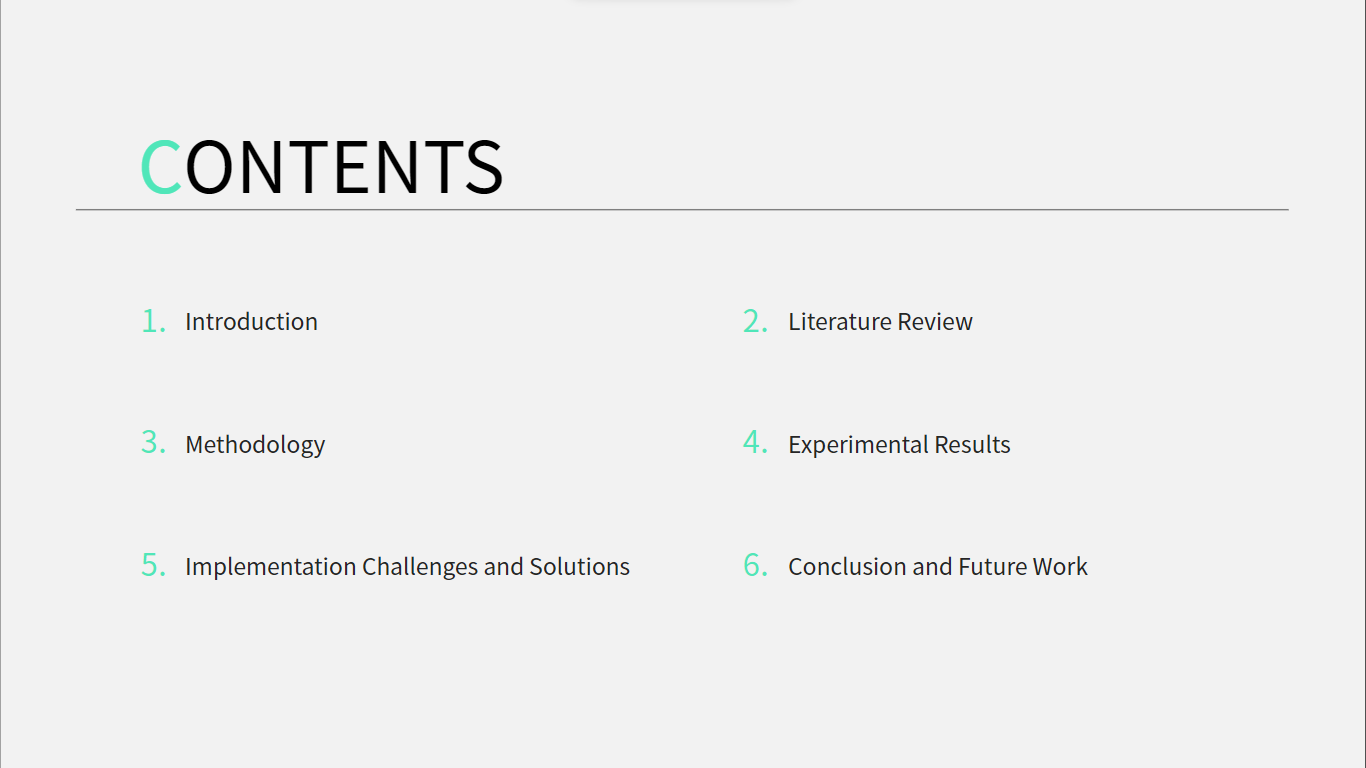 CONTENTS
1. Introduction
2. Literature Review
3. Methodology
4. Experimental Results
5. Implementation Challenges and Solutions
6. Conclusion and Future Work